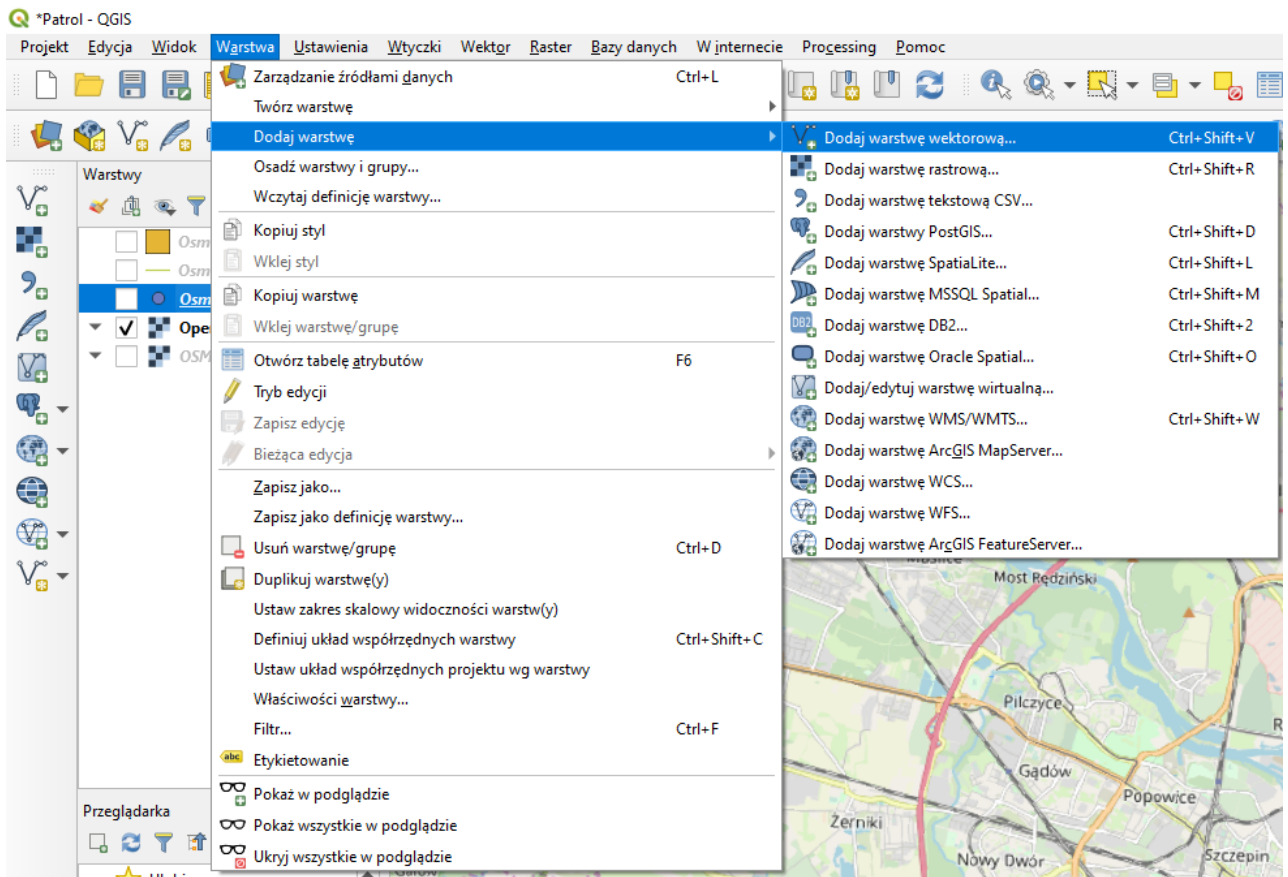 *Patrol - QGIS
Projekt Edycja Widok Warstwa Ustawienia Wtyczki Wektor Raster Bazy danych W internecie Processing Pomoc
Zarządzanie źródłami danych Ctrl+L
Twórz warstwę
Dodaj warstwę
Osadź warstwy i grupy...
Wczytaj definicję warstwy...
Kopiuj styl
Wklej styl
Kopiuj warstwę
Wklej warstwę/grupę
Otwórz tabelę atrybutów F6
Tryb edycji
Zapisz edycję
Bieżąca edycja
Zapisz jako...
Zapisz jako definicję warstwy...
Usuń warstwę/grupę Ctrl+D
Duplikuj warstwę(y)
Ustaw zakres skalowy widoczności warstw(y)
Definiuj układ współrzędnych warstwy Ctrl+Shift+C
Ustaw układ współrzędnych projektu wg warstwy
Właściwości warstwy...
Filtr... Ctrl+F
abc Etykietowanie
Pokaż w podglądzie
Pokaż wszystkie w podglądzie
Ukryj wszystkie w podglądzie
Dodaj warstwę wektorową... Ctrl+Shift+V
Dodaj warstwę rastrową... Ctrl+Shift+R
Dodaj warstwę tekstową CSV...
Dodaj warstwy PostGIS... Ctrl+Shift+D
Dodaj warstwę SpatiaLite... Ctrl+Shift+L
Dodaj warstwę MSSQL Spatial... Ctrl+Shift+M
DB2 Dodaj warstwę DB2... Ctrl+Shift+2
Dodaj warstwę Oracle Spatial... Ctrl+Shift+O
Dodaj/edytuj warstwę wirtualną...
Dodaj warstwę WMS/WMTS... Ctrl+Shift+W
Dodaj warstwę ArcGIS MapServer...
Dodaj warstwę WCS...
Dodaj warstwę WFS...
Dodaj warstwę ArcGIS FeatureServer...
Warstwy
Osm
Osm
Osm
Ope
OSM
Przeglądarka
Most Rędziński
Pilczyce
Gądów
Popowice
Żerniki
Nowy Dwór
Szczepin